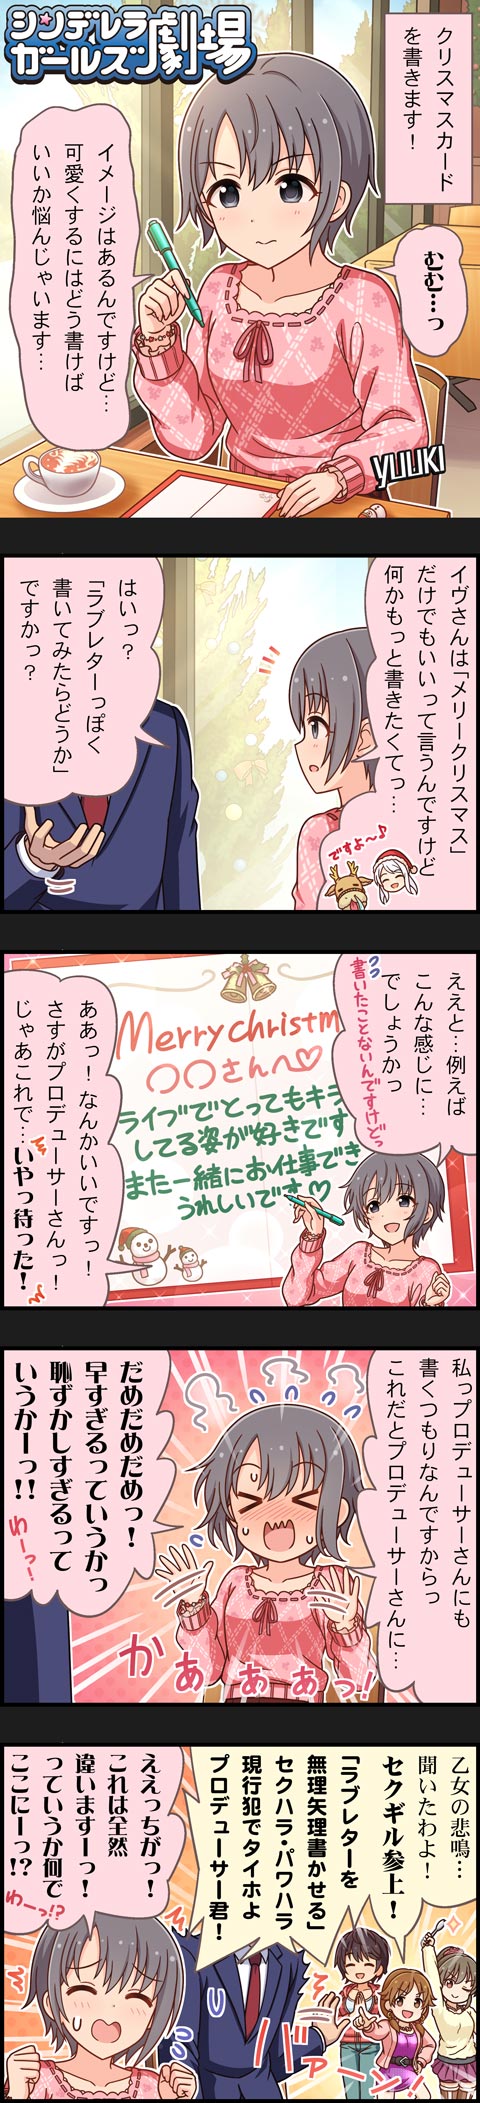 シンデレラ
ガールズ劇場
クリスマスカード
を書きます！
むむ…っ
イメージはあるんですけど…
可愛くするにはどう書けば
いいか悩んじゃいます…
YUUKI
イヴさんは「メリークリスマス」
だけでもいいって言うんですけど
何かもっと書きたくてっ…
ですよ～♪
はいっ？
「ラブレターっぽく
書いてみたらどうか」
ですかっ？
ええと…例えば
こんな感じに…
でしょうかっ
書いたことないんですけどっ
Merry christm
〇〇さんへ♡
ライブでとってもキラ
してる姿が好きです
また一緒にお仕事でき
うれしいです♡
ああっ！なんかいいですっ！
さすがプロデューサーさんっ！
じゃあこれで…いやっ待った！
私っプロデューサーさんにも
書くつもりなんですからっ
これだとプロデューサーさんに…
だめだめだめっ！
早すぎるっていうかっ
恥ずかしすぎるって
いうかーっ！！
わーっ！
かぁぁぁぁっ！
乙女の悲鳴…
聞いたわよ！
セクギル参上！
「ラブレターを
無理矢理書かせる」
セクハラ・パワハラ
現行犯でタイホよ
プロデューサー君！
ババァーン！
ええっちがっ！
これは全然
違いますーっ！
っていうか何で
ここにーっ！？
わーっ!?